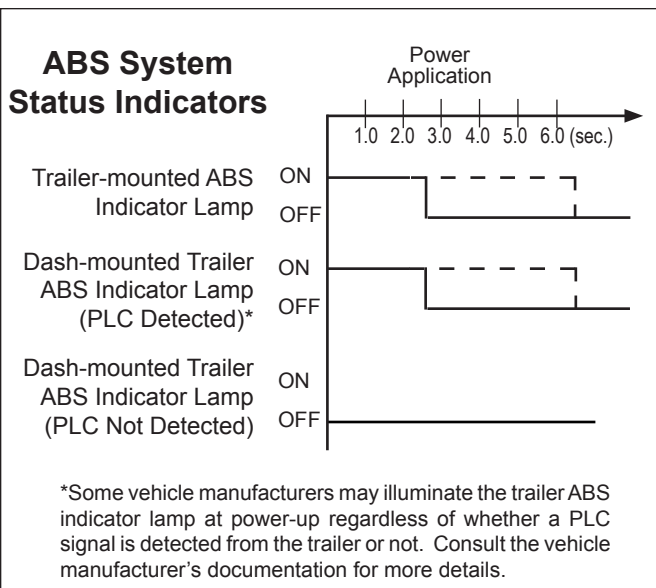 ABS System
Status Indicators
Power
Application
1.0 2.0 3.0 4.0 5.0 6.0 (sec.)
Trailer-mounted ABS
Indicator Lamp
ON
OFF
Dash-mounted Trailer
ABS Indicator Lamp
(PLC Detected)*
ON
OFF
Dash-mounted Trailer
ABS Indicator Lamp
(PLC Not Detected)
ON
OFF
*Some vehicle manufacturers may illuminate the trailer ABS
indicator lamp at power-up regardless of whether a PLC
signal is detected from the trailer or not. Consult the vehicle
manufacturer's documentation for more details.